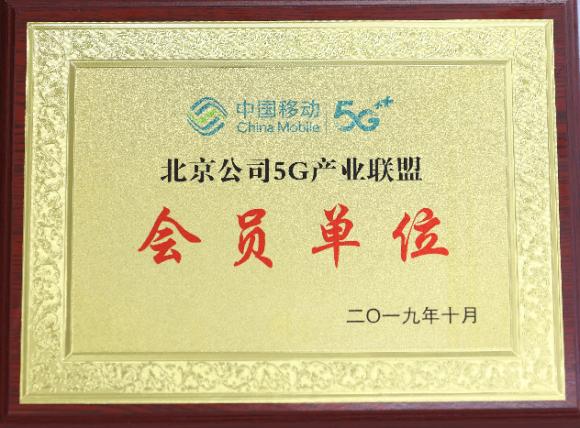 中国移动 5G++
China Mobile
北京公司5G产业联盟
会员单位
二〇一九年十月